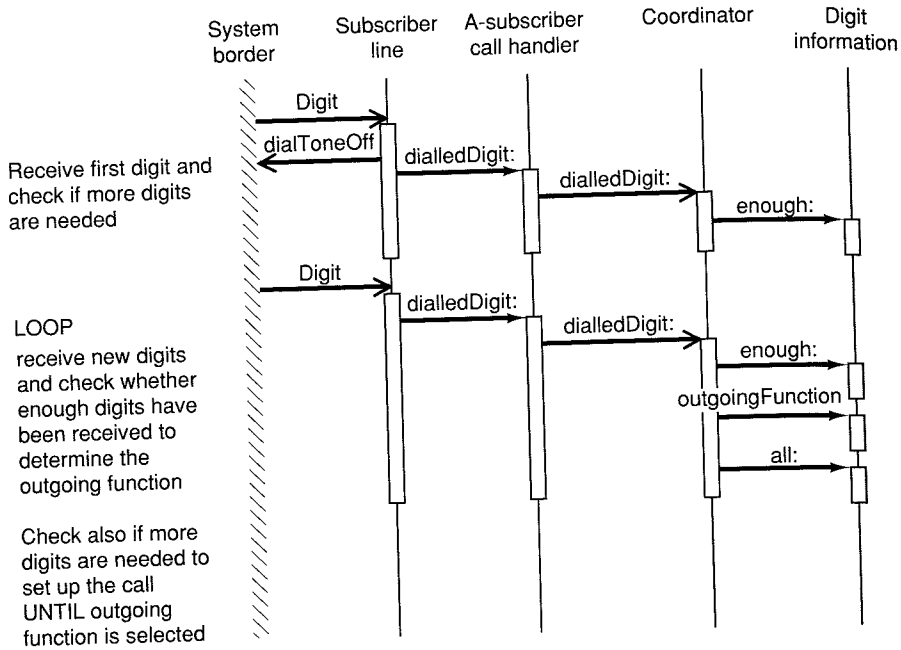 System
border
Subscriber
line
A-subscriber
call handler
Coordinator
Digit
information
Digit
dialToneOff
dialledDigit:
dialledDigit:
enough:
Receive first digit and
check if more digits
are needed
Digit
dialledDigit:
dialledDigit:
enough:
outgoingFunction
all:
LOOP
receive new digits
and check whether
enough digits have
been received to
determine the
outgoing function
Check also if more
digits are needed to
set up the call
UNTIL outgoing
function is selected